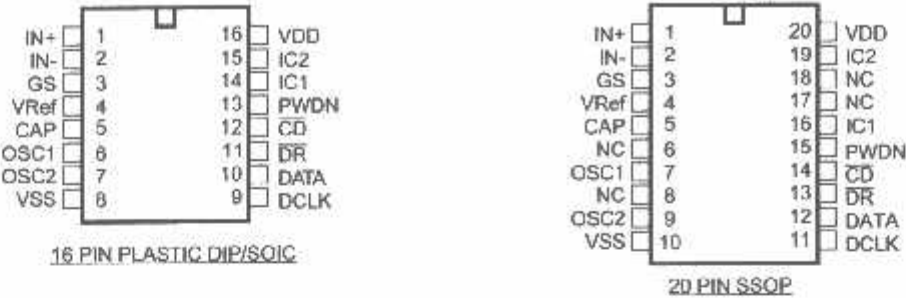 IN+ 1 16 VDD
IN- 2 15 IC2
GS 3 14 IC1
VRef 4 13 PWDN
CAP 5 12 CD
OSC1 6 11 DR
OSC2 7 10 DATA
VSS 8 9 DCLK
16 PIN PLASTIC DIP/SOIC
IN+ 1 20 VDD
IN- 2 19 IC2
GS 3 18 NC
VRef 4 17 NC
CAP 5 16 IC1
NC 6 15 PWDN
OSC1 7 14 CD
NC 8 13 DR
OSC2 9 12 DATA
VSS 10 11 DCLK
20 PIN SSOP